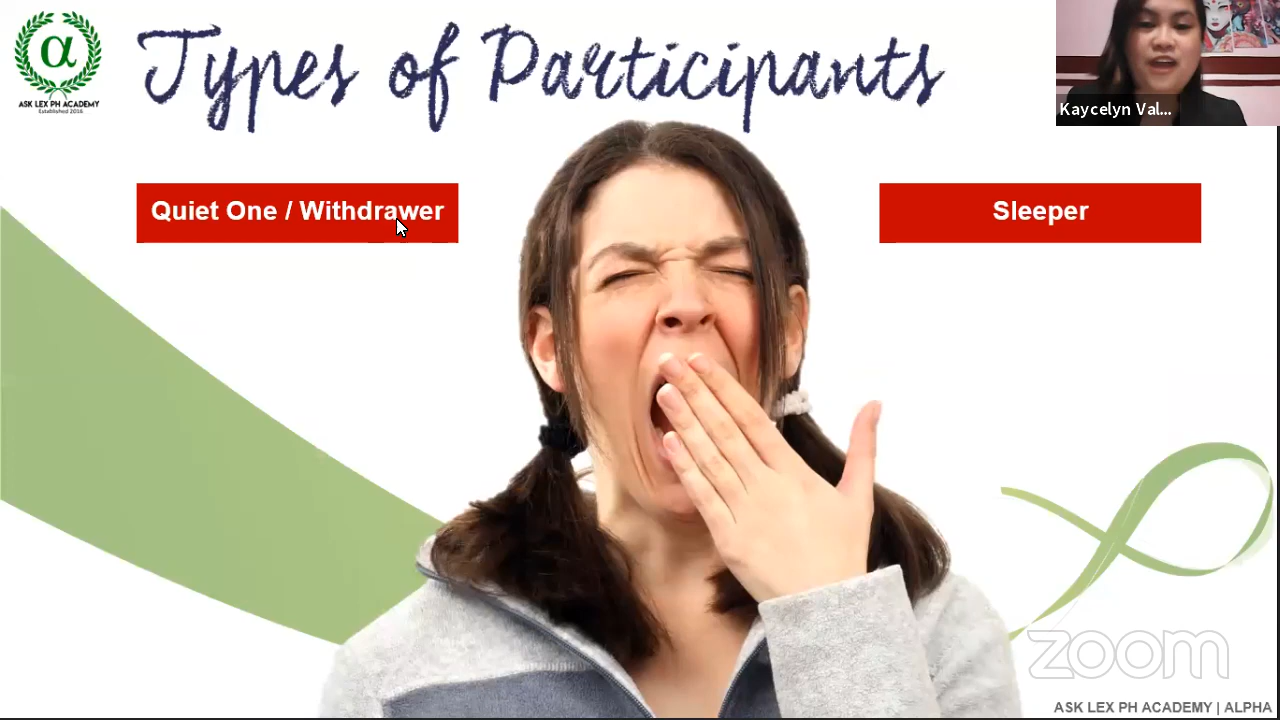 Types of Participants
α
ASK LEX PH ACADEMY
Established 2016
Kaycelyn Val...
Quiet One / Withdrawer
Sleeper
zoom
ASK LEX PH ACADEMY | ALPHA